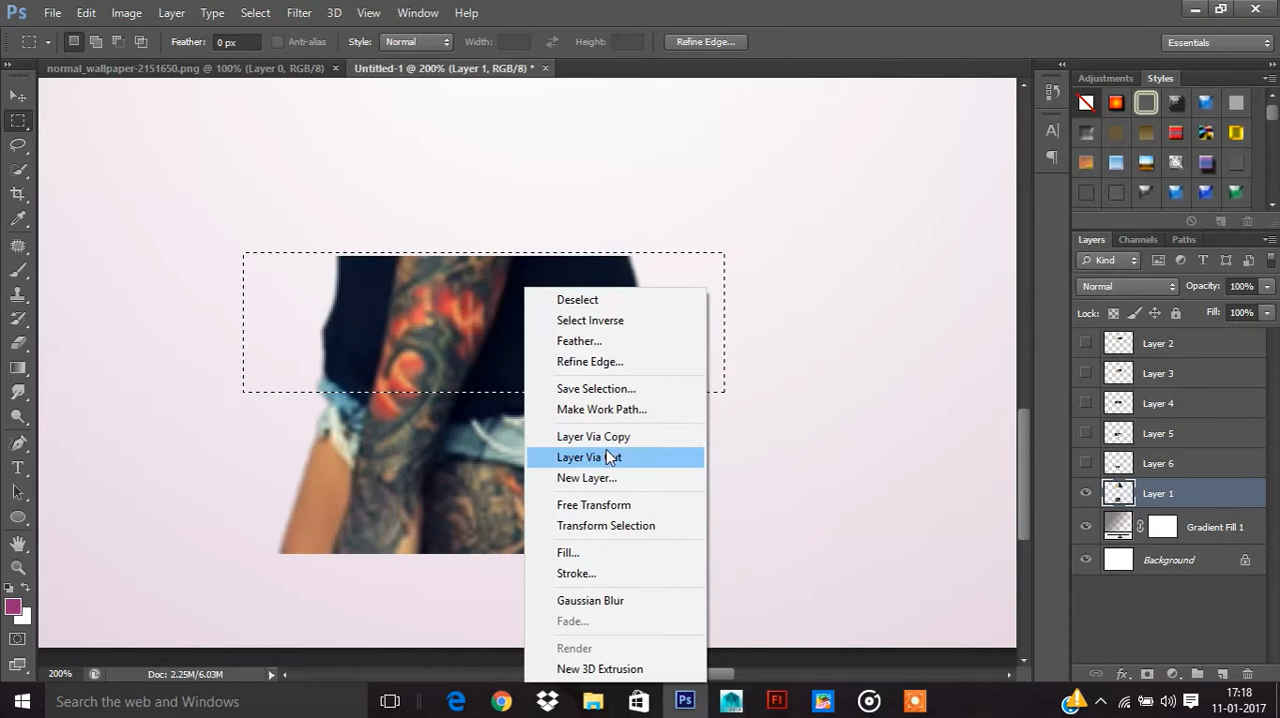 Ps File Edit Image Layer Type Select Filter 3D View Window Help
Feather: 0 px Anti-alias Style: Normal Width: Height: Refine Edge... Essentials
normal_wallpaper-2151650.png @ 100% (Layer 0, RGB/8) × Untitled-1 @ 200% (Layer 1, RGB/8) * ×
Adjustments Styles
Deselect
Select Inverse
Feather...
Refine Edge...
Save Selection...
Make Work Path...
Layer Via Copy
Layer Via Cut
New Layer...
Free Transform
Transform Selection
Fill...
Stroke...
Gaussian Blur
Fade...
Render
New 3D Extrusion
Layers Channels Paths
Kind
Normal Opacity: 100%
Lock: Fill: 100%
Layer 2
Layer 3
Layer 4
Layer 5
Layer 6
Layer 1
Gradient Fill 1
Background
200% Doc: 2.25M/6.03M
Search the web and Windows
Ps Fl
17:18
11-01-2017